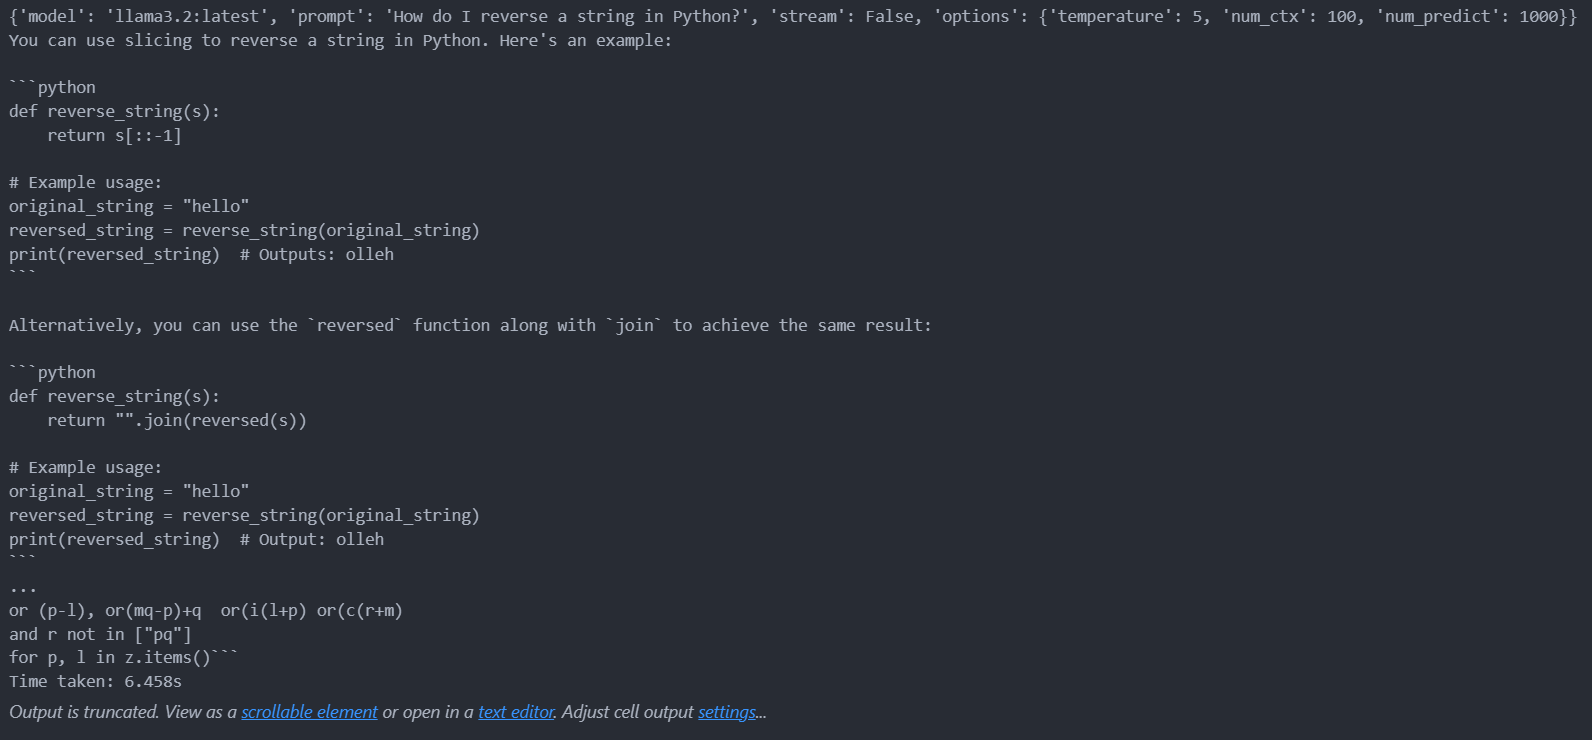 {'model': 'llama3.2:latest', 'prompt': 'How do I reverse a string in Python?', 'stream': False, 'options': {'temperature': 5, 'num_ctx': 100, 'num_predict': 1000}}
You can use slicing to reverse a string in Python. Here's an example:

```python
def reverse_string(s):
    return s[::-1]

# Example usage:
original_string = "hello"
reversed_string = reverse_string(original_string)
print(reversed_string)  # Outputs: olleh
```

Alternatively, you can use the `reversed` function along with `join` to achieve the same result:

```python
def reverse_string(s):
    return "".join(reversed(s))

# Example usage:
original_string = "hello"
reversed_string = reverse_string(original_string)
print(reversed_string)  # Output: olleh
```
...
or (p-l), or(mq-p)+q  or(i(l+p) or(c(r+m)
and r not in ["pq"]
for p, l in z.items()```
Time taken: 6.458s
Output is truncated. View as a scrollable element or open in a text editor. Adjust cell output settings...